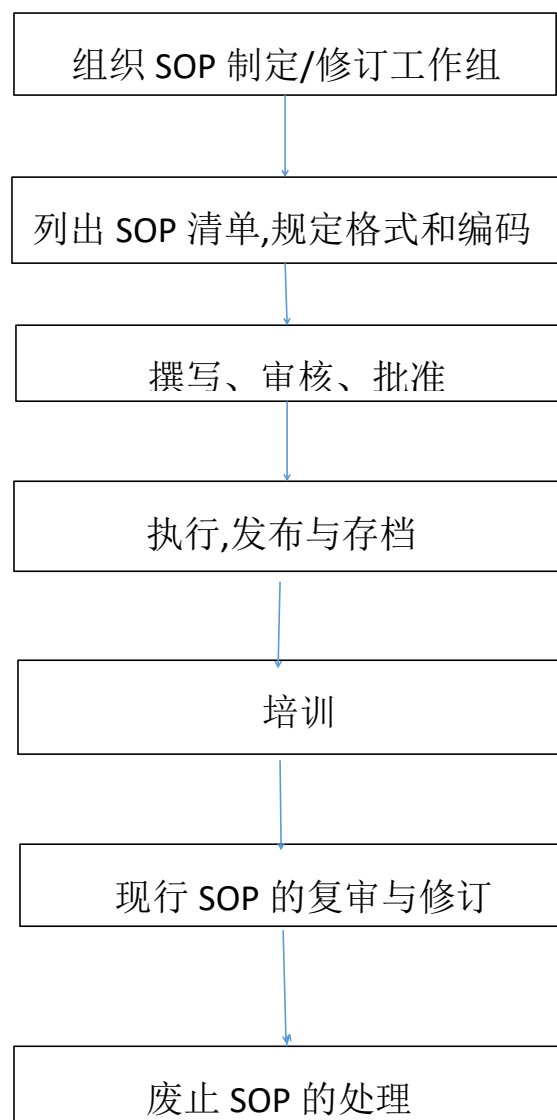 组织 SOP 制定/修订工作组
列出 SOP 清单,规定格式和编码
撰写、审核、批准
执行,发布与存档
培训
现行 SOP 的复审与修订
废止 SOP 的处理